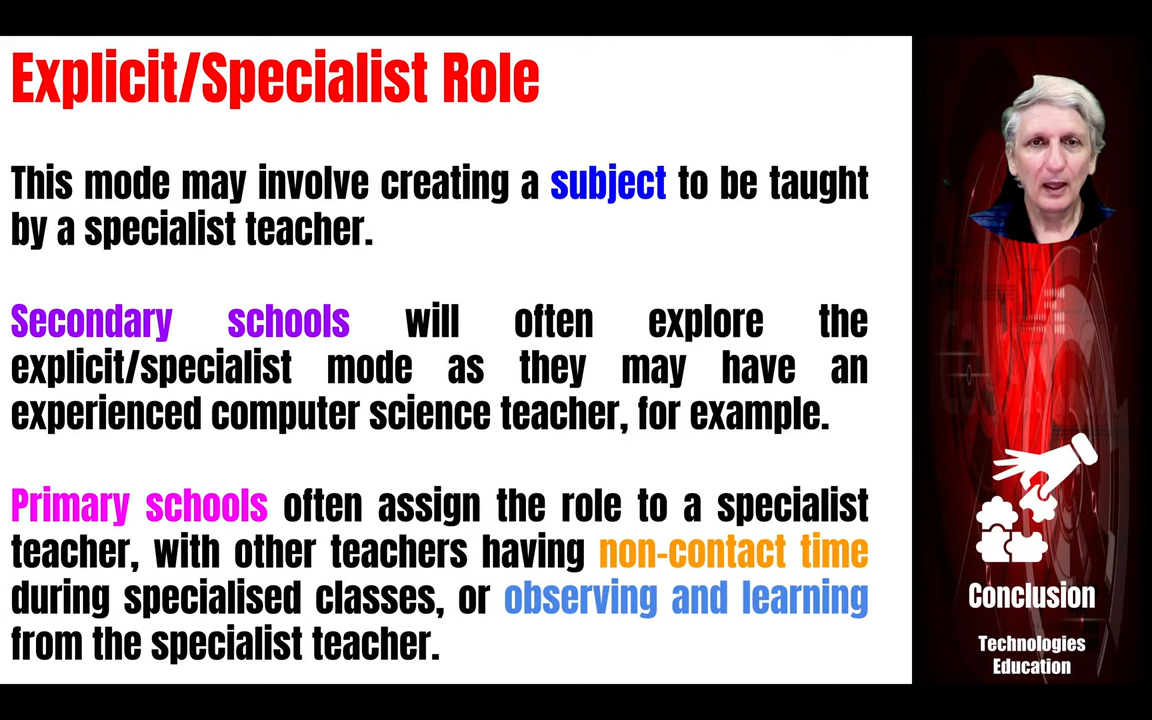 Explicit/Specialist Role
This mode may involve creating a subject to be taught
by a specialist teacher.
Secondary schools will often explore the
explicit/specialist mode as they may have an
experienced computer science teacher, for example.
Primary schools often assign the role to a specialist
teacher, with other teachers having non-contact time
during specialised classes, or observing and learning
from the specialist teacher.
Conclusion
Technologies
Education